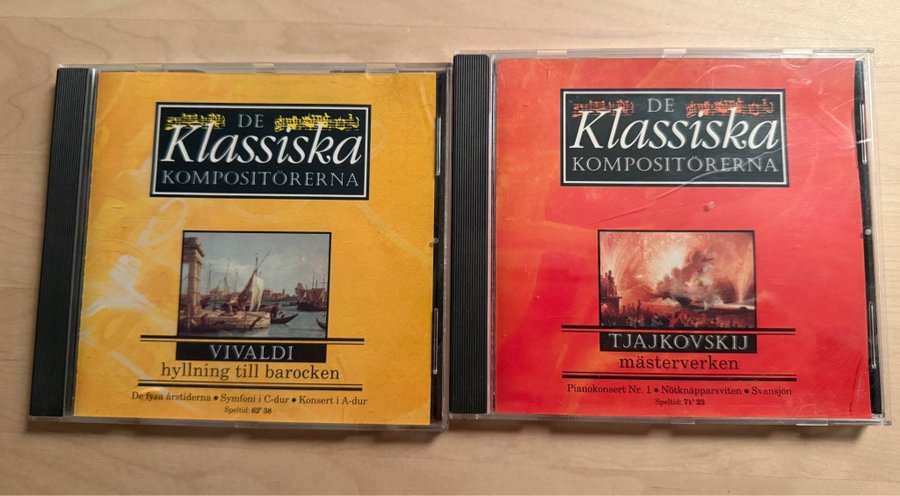 DE
Klassiska
KOMPOSITÖRERNA
VIVALDI
hyllning till barocken
De fyra årstiderna ● Symfoni i C-dur ● Konsert i A-dur
Speltid: 62' 38
DE
Klassiska
KOMPOSITÖRERNA
TJAJKOVSKIJ
mästerverken
Pianokonsert Nr. 1 ● Nötknäpparsviten ● Svansjön
Speltid: 71' 23